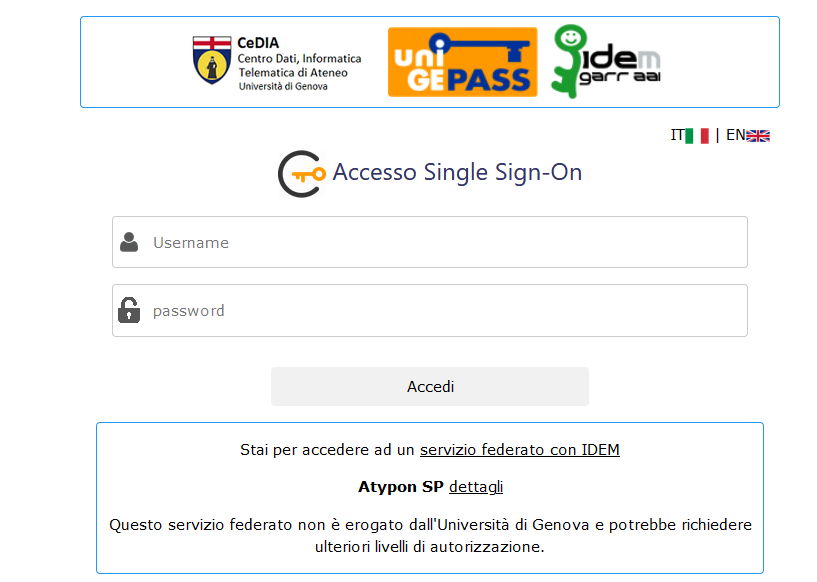 CeDIA
Centro Dati, Informatica
Telematica di Ateneo
Università di Genova
uni
GEPASS
idem
garr aai
IT | EN
Accesso Single Sign-On
Username
password
Accedi
Stai per accedere ad un servizio federato con IDEM
Atypon SP dettagli
Questo servizio federato non è erogato dall'Università di Genova e potrebbe richiedere
ulteriori livelli di autorizzazione.